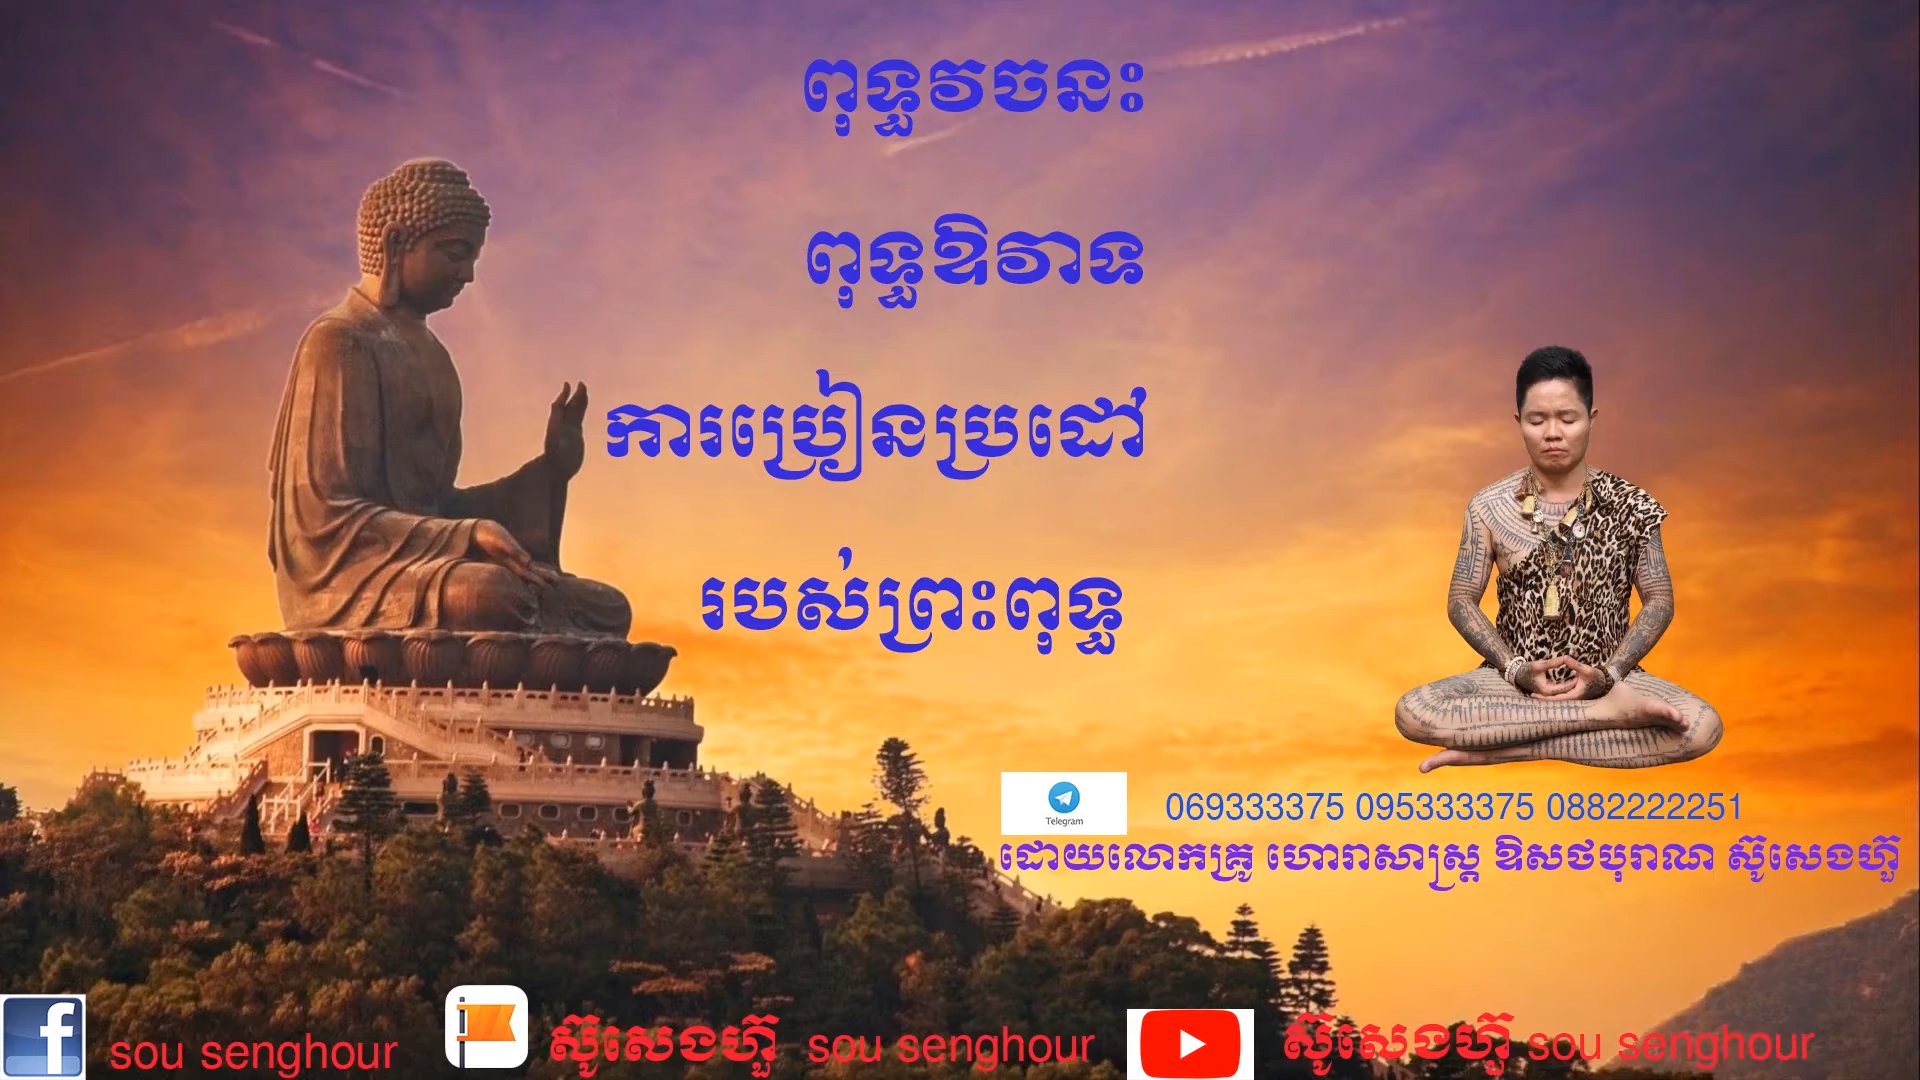 ពុទ្ធវចនះ
ពុទ្ធឱវាទ
ការប្រៀនប្រដៅ
របស់ព្រះពុទ្ធ
Telegram
069333375 095333375 0882222251
ដោយលោកគ្រូ ហោរាសាស្ត្រ ឱសថបុរាណ ស៊ូសេងហ៊ួ
sou senghour
ស៊ូសេងហ៊ួ sou senghour
ស៊ូសេងហ៊ួ sou senghour